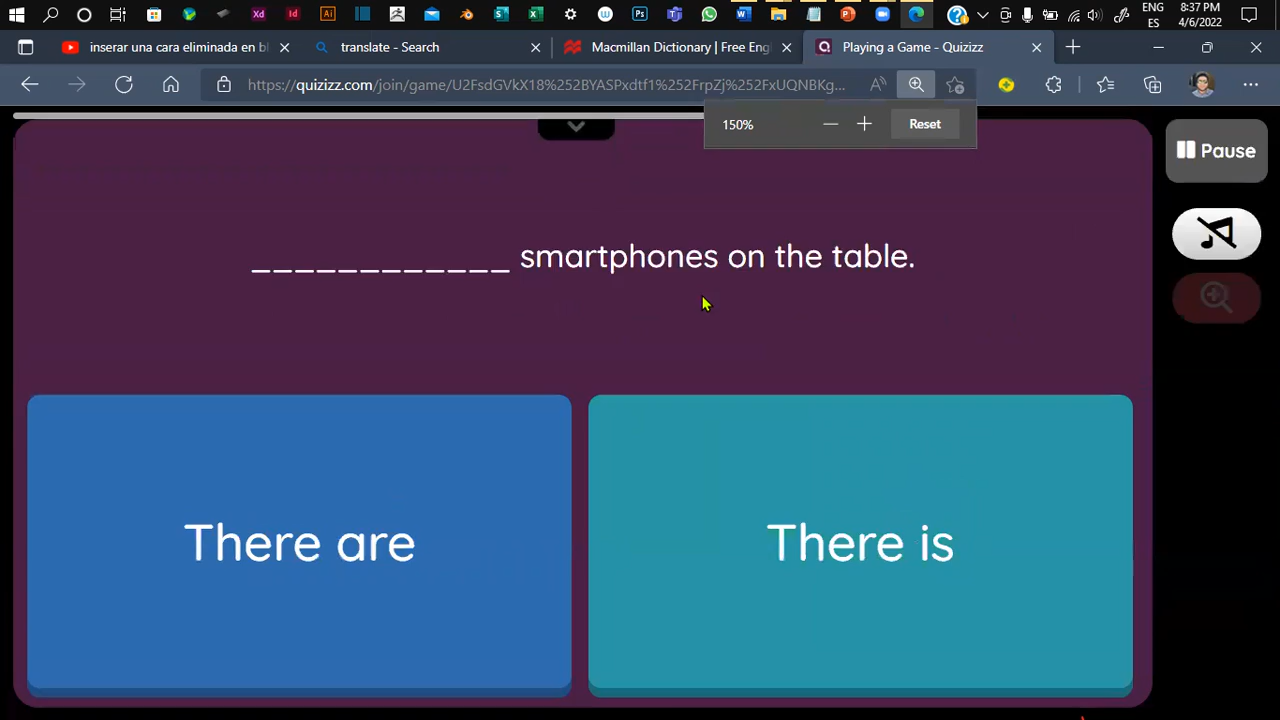 ENG
ES
8:37 PM
4/6/2022
inserar una cara eliminada en bl
translate - Search
Macmillan Dictionary | Free Eng
Playing a Game - Quizizz
https://quizizz.com/join/game/U2FsdGVkX18%252BYASPxdtf1%252FrpZj%252FxUQNBKg...
150%
Reset
Pause
____________ smartphones on the table.
There are
There is